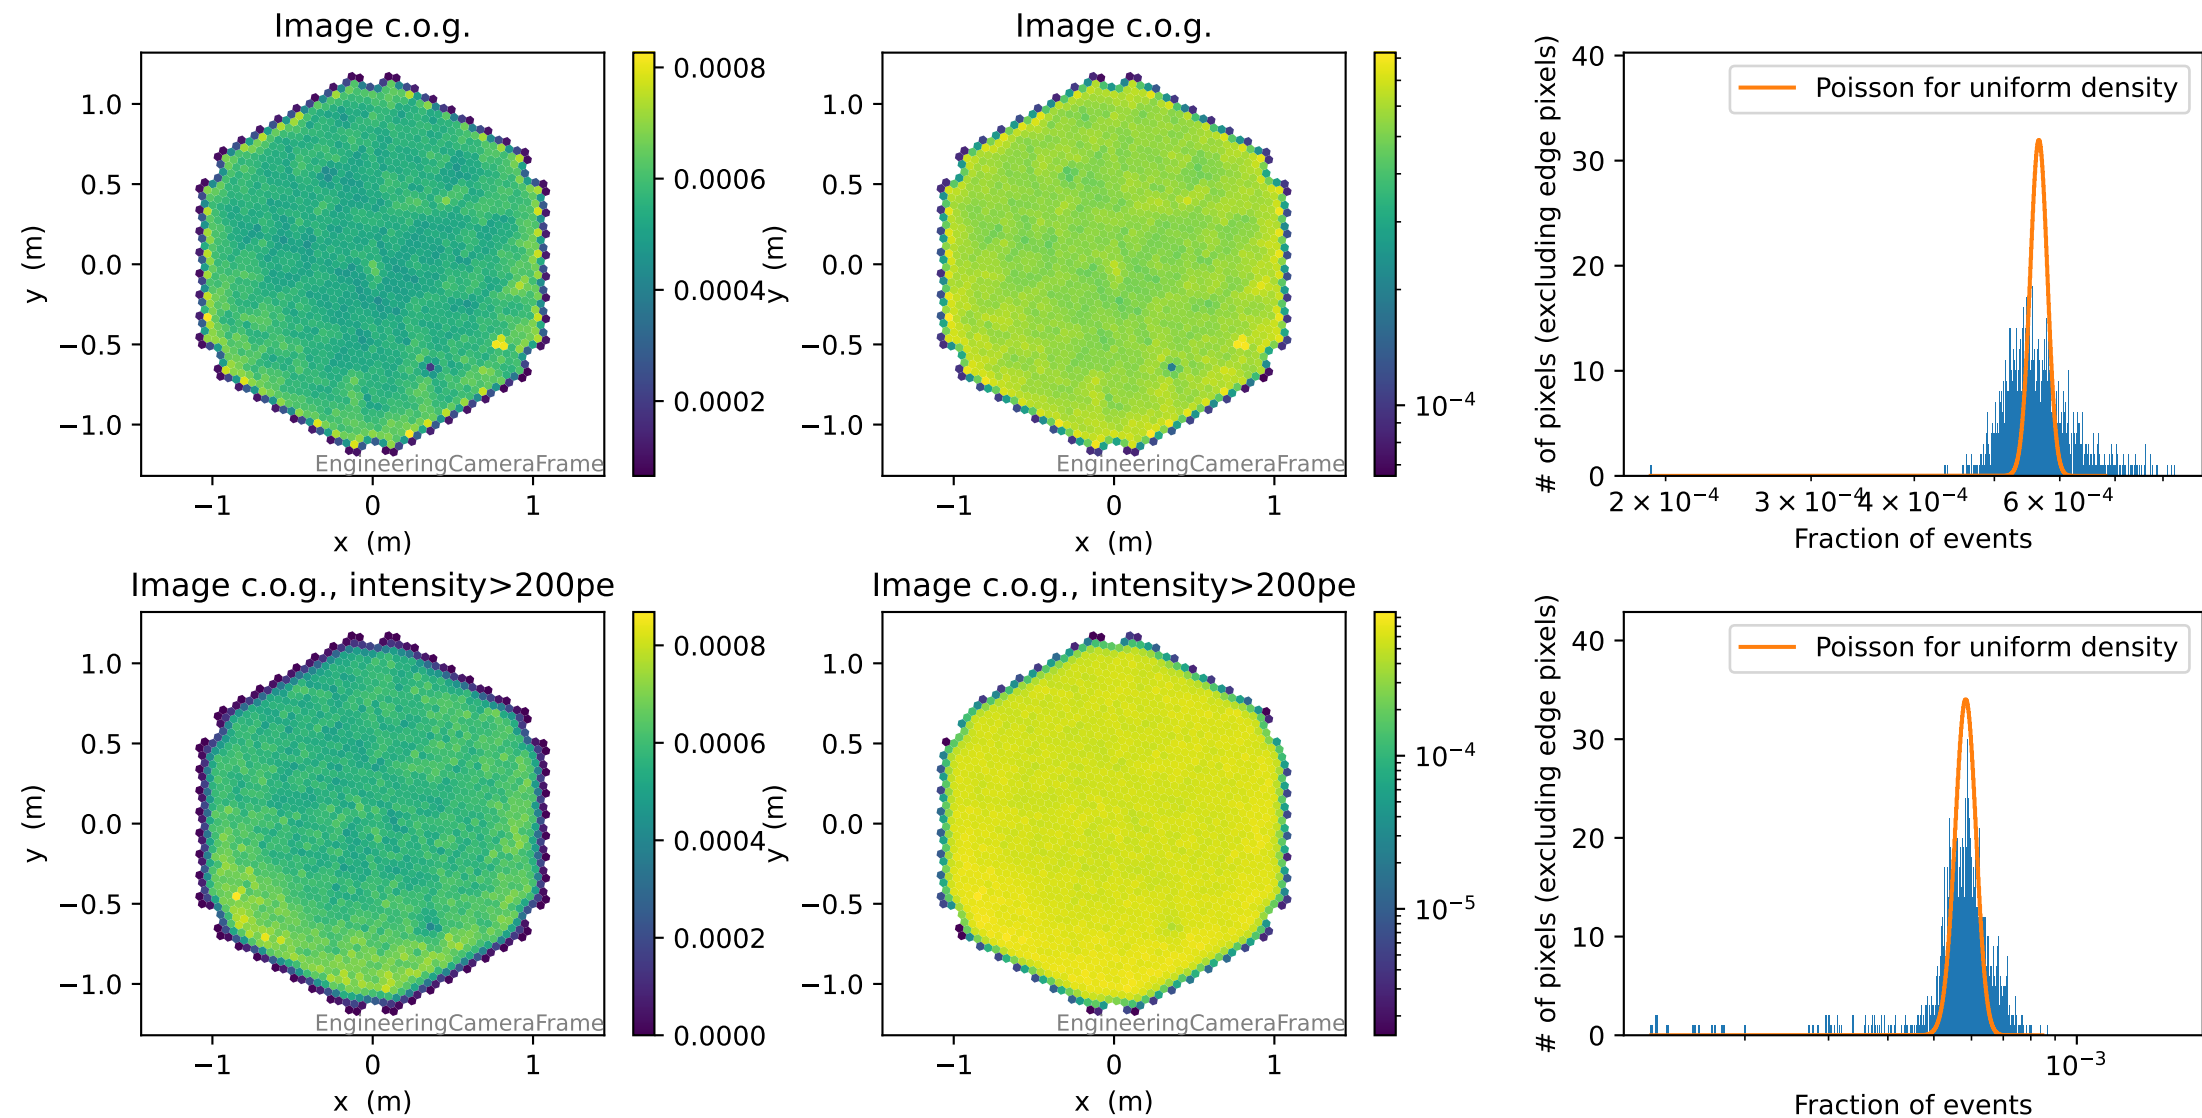 Image c.o.g.
1.0
0.5
0.0
−0.5
−1.0
y (m)
−1
0
1
x (m)
EngineeringCameraFrame
0.0008
0.0006
0.0004
0.0002
Image c.o.g.
1.0
0.5
0.0
−0.5
−1.0
y (m)
−1
0
1
x (m)
EngineeringCameraFrame
10⁻⁴
40
30
20
10
0
# of pixels (excluding edge pixels)
Poisson for uniform density
2 × 10⁻⁴
3 × 10⁻⁴
4 × 10⁻⁴
6 × 10⁻⁴
Fraction of events
Image c.o.g., intensity>200pe
1.0
0.5
0.0
−0.5
−1.0
y (m)
−1
0
1
x (m)
EngineeringCameraFrame
0.0008
0.0006
0.0004
0.0002
0.0000
Image c.o.g., intensity>200pe
1.0
0.5
0.0
−0.5
−1.0
y (m)
−1
0
1
x (m)
EngineeringCameraFrame
10⁻⁴
10⁻⁵
40
30
20
10
0
# of pixels (excluding edge pixels)
Poisson for uniform density
10⁻³
Fraction of events